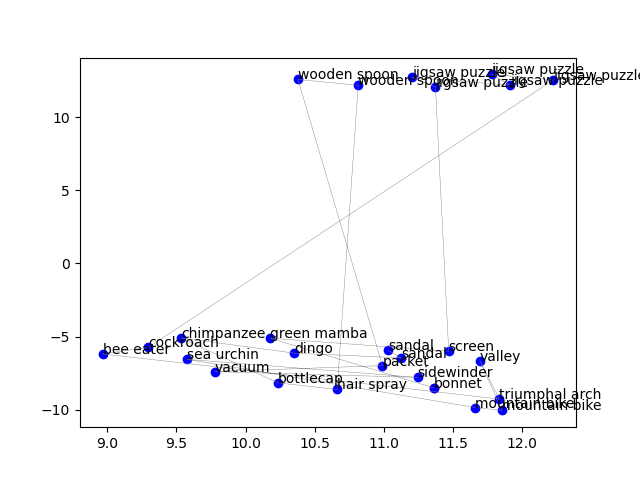 jigsaw puzzle
jigsaw puzzle
wooden spoon
jigsaw puzzle
wooden spoon
jigsaw puzzle
jigsaw puzzle
10
5
0
−5
chimpanzee
green mamba
cockroach
sandal
screen
bee eater
dingo
sea urchin
sandal
valley
packet
vacuum
sidewinder
bottlecap
hair spray
bonnet
triumphal arch
mountain bike
mountain bike
−10
9.0 9.5 10.0 10.5 11.0 11.5 12.0